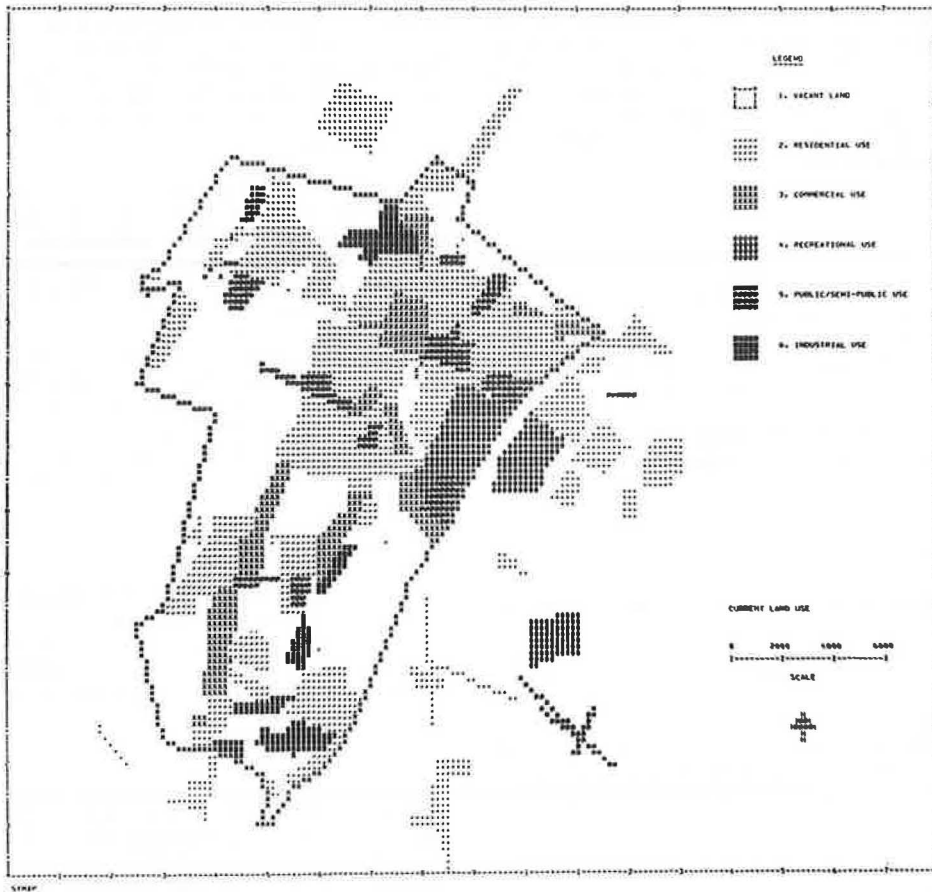 LEGEND
1. VACANT LAND
2. RESIDENTIAL USE
3. COMMERCIAL USE
4. RECREATIONAL USE
5. PUBLIC/SEMI-PUBLIC USE
6. INDUSTRIAL USE
CURRENT LAND USE
0 2000 4000 6000
SCALE